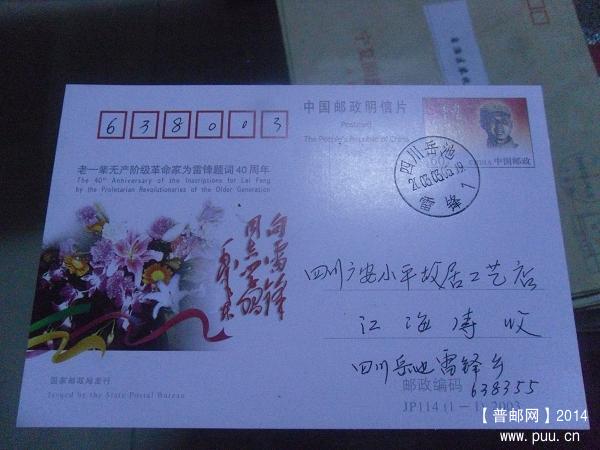 638003
中国邮政明信片
Postcard
The People's Republic of China
中国邮政
老一辈无产阶级革命家为雷锋题词40周年
The 40th Anniversary of the Inscriptions for Lei Feng
by the Proletarian Revolutionaries of the Older Generation
四川岳池
雷锋
向雷锋
同志学习
毛泽东
四川广安小平故居工艺店
江海涛收
四川岳池雷锋乡
邮政编码 638355
国家邮政局发行
Issued by the State Postal Bureau
JP114 (1-1) 2003
【普邮网】2014
www.puu.cn